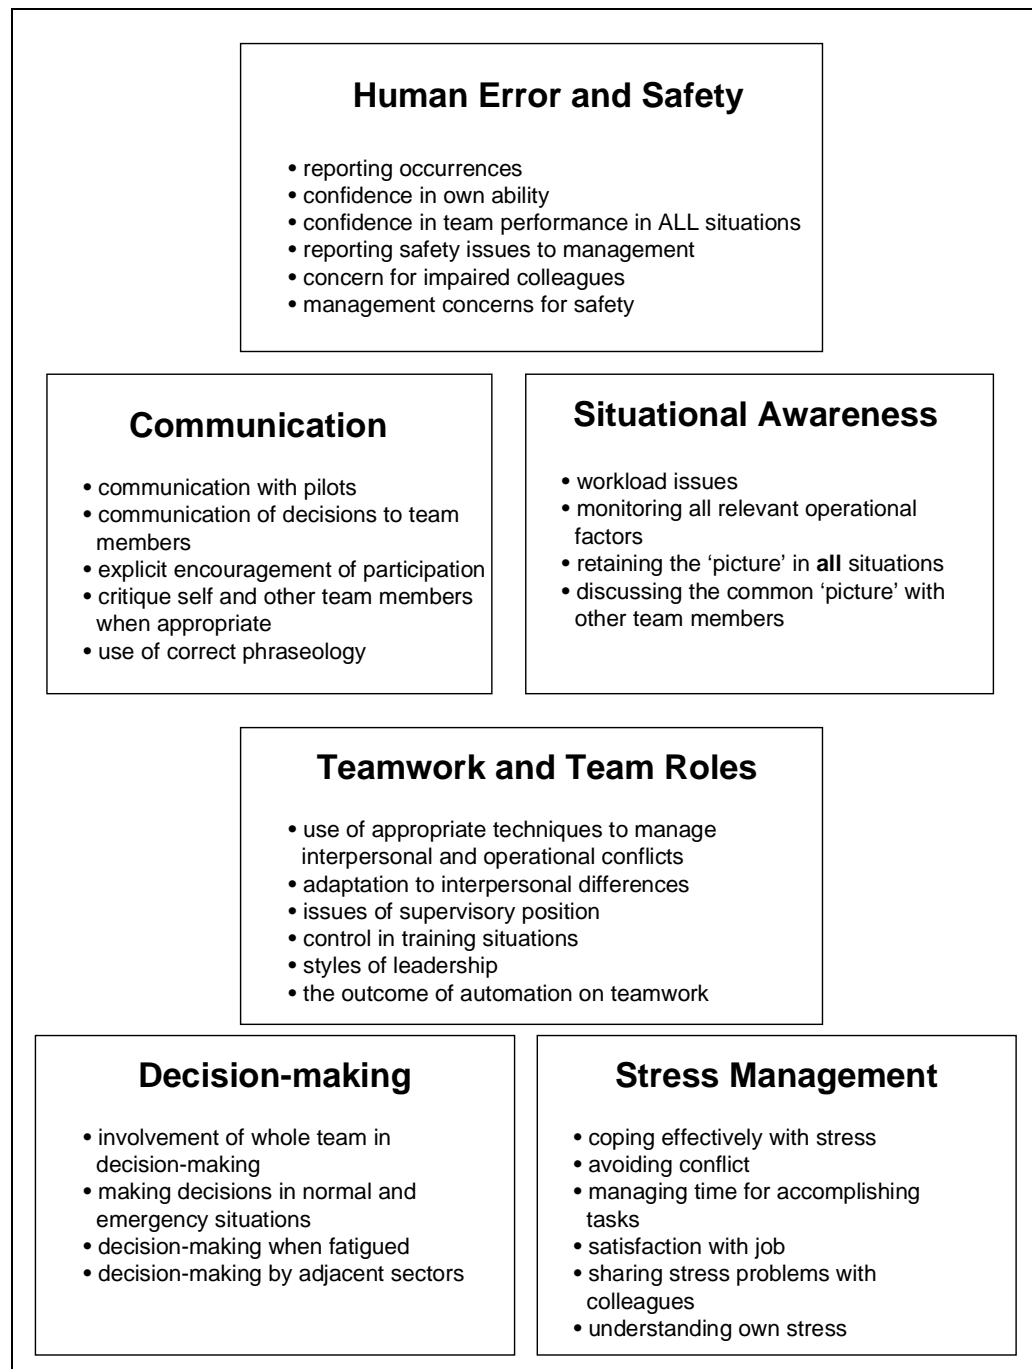 Human Error and Safety
• reporting occurrences
• confidence in own ability
• confidence in team performance in ALL situations
• reporting safety issues to management
• concern for impaired colleagues
• management concerns for safety
Communication
• communication with pilots
• communication of decisions to team
members
• explicit encouragement of participation
• critique self and other team members
when appropriate
• use of correct phraseology
Situational Awareness
• workload issues
• monitoring all relevant operational
factors
• retaining the ‘picture’ in all situations
• discussing the common ‘picture’ with
other team members
Teamwork and Team Roles
• use of appropriate techniques to manage
interpersonal and operational conflicts
• adaptation to interpersonal differences
• issues of supervisory position
• control in training situations
• styles of leadership
• the outcome of automation on teamwork
Decision-making
• involvement of whole team in
decision-making
• making decisions in normal and
emergency situations
• decision-making when fatigued
• decision-making by adjacent sectors
Stress Management
• coping effectively with stress
• avoiding conflict
• managing time for accomplishing
tasks
• satisfaction with job
• sharing stress problems with
colleagues
• understanding own stress